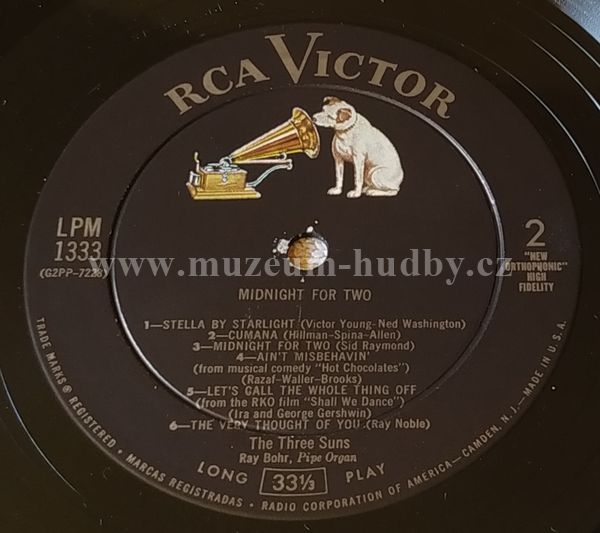 RCA VICTOR
LPM
1333
(G2PP-7228)
2
"NEW
ORTHOPHONIC"
HIGH
FIDELITY
www.muzeum-hudby.cz
MIDNIGHT FOR TWO
1—STELLA BY STARLIGHT (Victor Young-Ned Washington)
2—CUMANA (Hillman-Spina-Allen)
3—MIDNIGHT FOR TWO (Sid Raymond)
4—AIN'T MISBEHAVIN'
(from musical comedy "Hot Chocolates")
(Razaf-Waller-Brooks)
5—LET'S CALL THE WHOLE THING OFF
(from the RKO film "Shall We Dance")
(Ira and George Gershwin)
6—THE VERY THOUGHT OF YOU (Ray Noble)
The Three Suns
Ray Bohr, Pipe Organ
LONG 33⅓ PLAY
TRADE MARKS ® REGISTERED • MARCAS REGISTRADAS • RADIO CORPORATION OF AMERICA—CAMDEN, N. J.—MADE IN U.S.A.